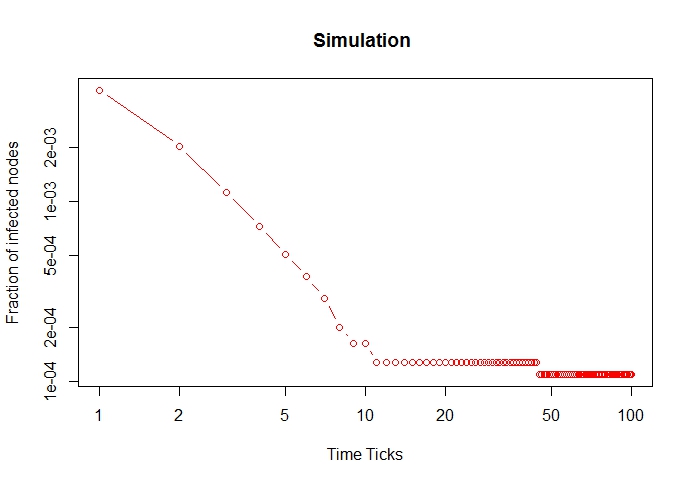 Simulation
Fraction of infected nodes
2e-03
1e-03
5e-04
2e-04
1e-04
1 2 5 10 20 50 100
Time Ticks